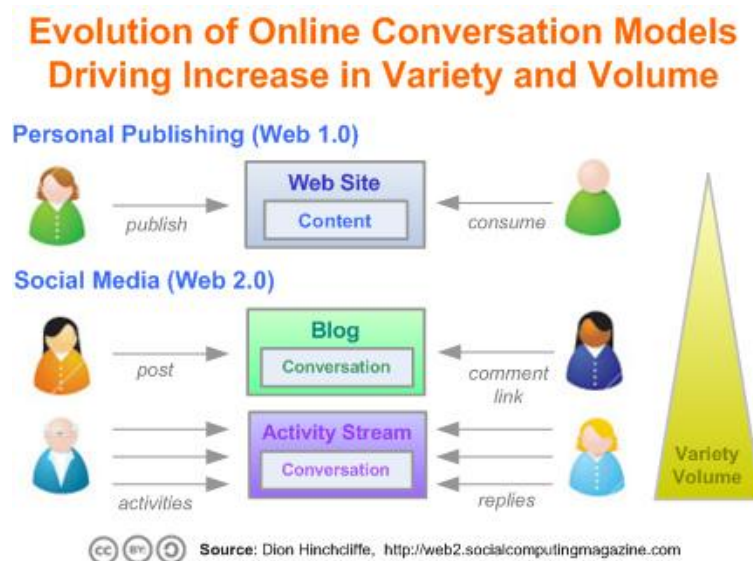 Evolution of Online Conversation Models
Driving Increase in Variety and Volume
Personal Publishing (Web 1.0)
Web Site
Content
publish
consume
Social Media (Web 2.0)
Blog
Conversation
post
comment
link
Activity Stream
Conversation
activities
replies
Variety
Volume
cc BY: Source: Dion Hinchcliffe, http://web2.socialcomputingmagazine.com